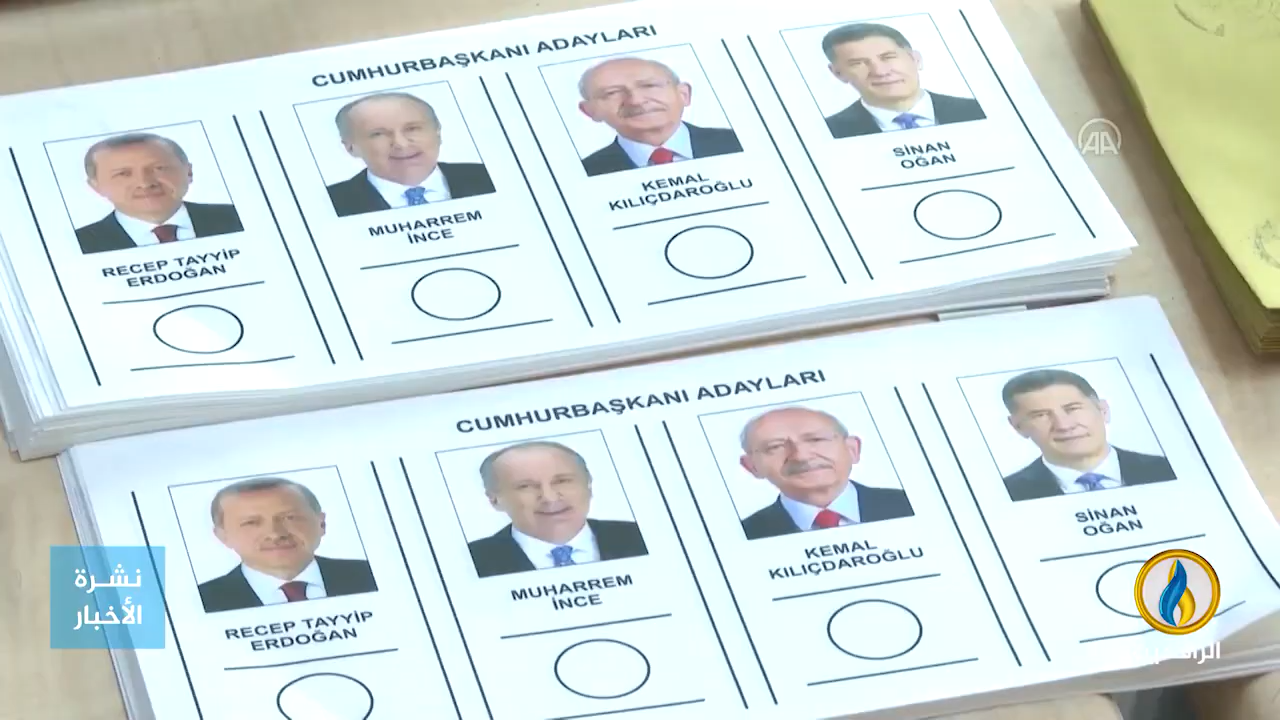 CUMHURBAŞKANI ADAYLARI
RECEP TAYYİP
ERDOĞAN
MUHARREM
İNCE
KEMAL
KILIÇDAROĞLU
SİNAN
OĞAN
AA
CUMHURBAŞKANI ADAYLARI
RECEP TAYYİP
ERDOĞAN
MUHARREM
İNCE
KEMAL
KILIÇDAROĞLU
SİNAN
OĞAN
نشرة
الأخبار